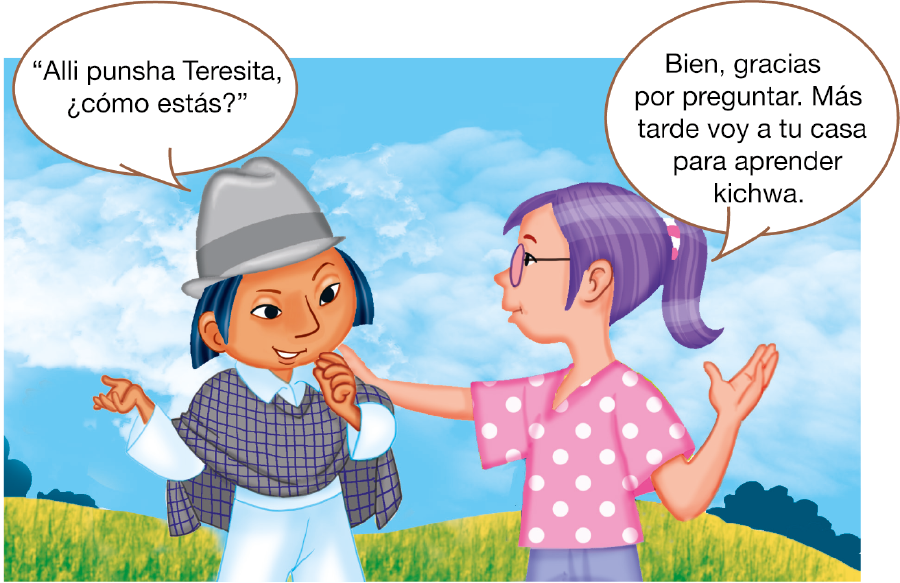 “Alli punsha Teresita,
¿cómo estás?”
Bien, gracias
por preguntar. Más
tarde voy a tu casa
para aprender
kichwa.